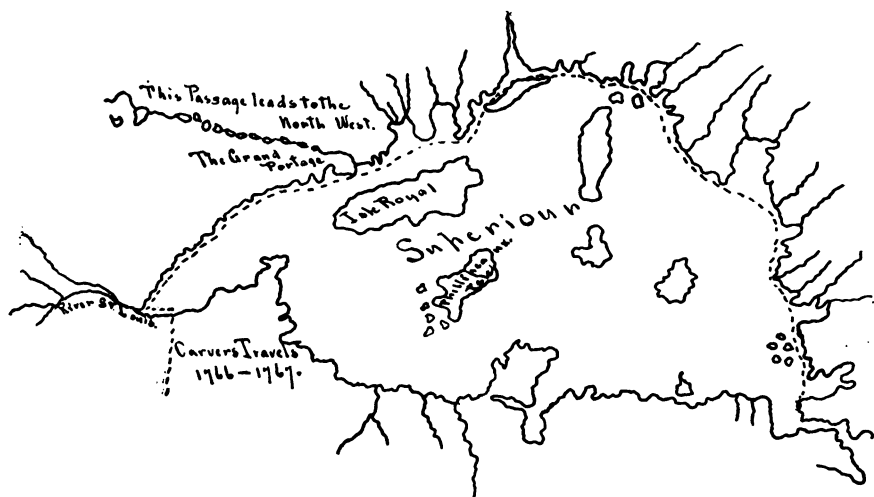 This Passage leads to the
North West.
The Grand
Portage
Isle Royal
Superiour
River St. Louis.
Carvers Travels
1766 – 1767.